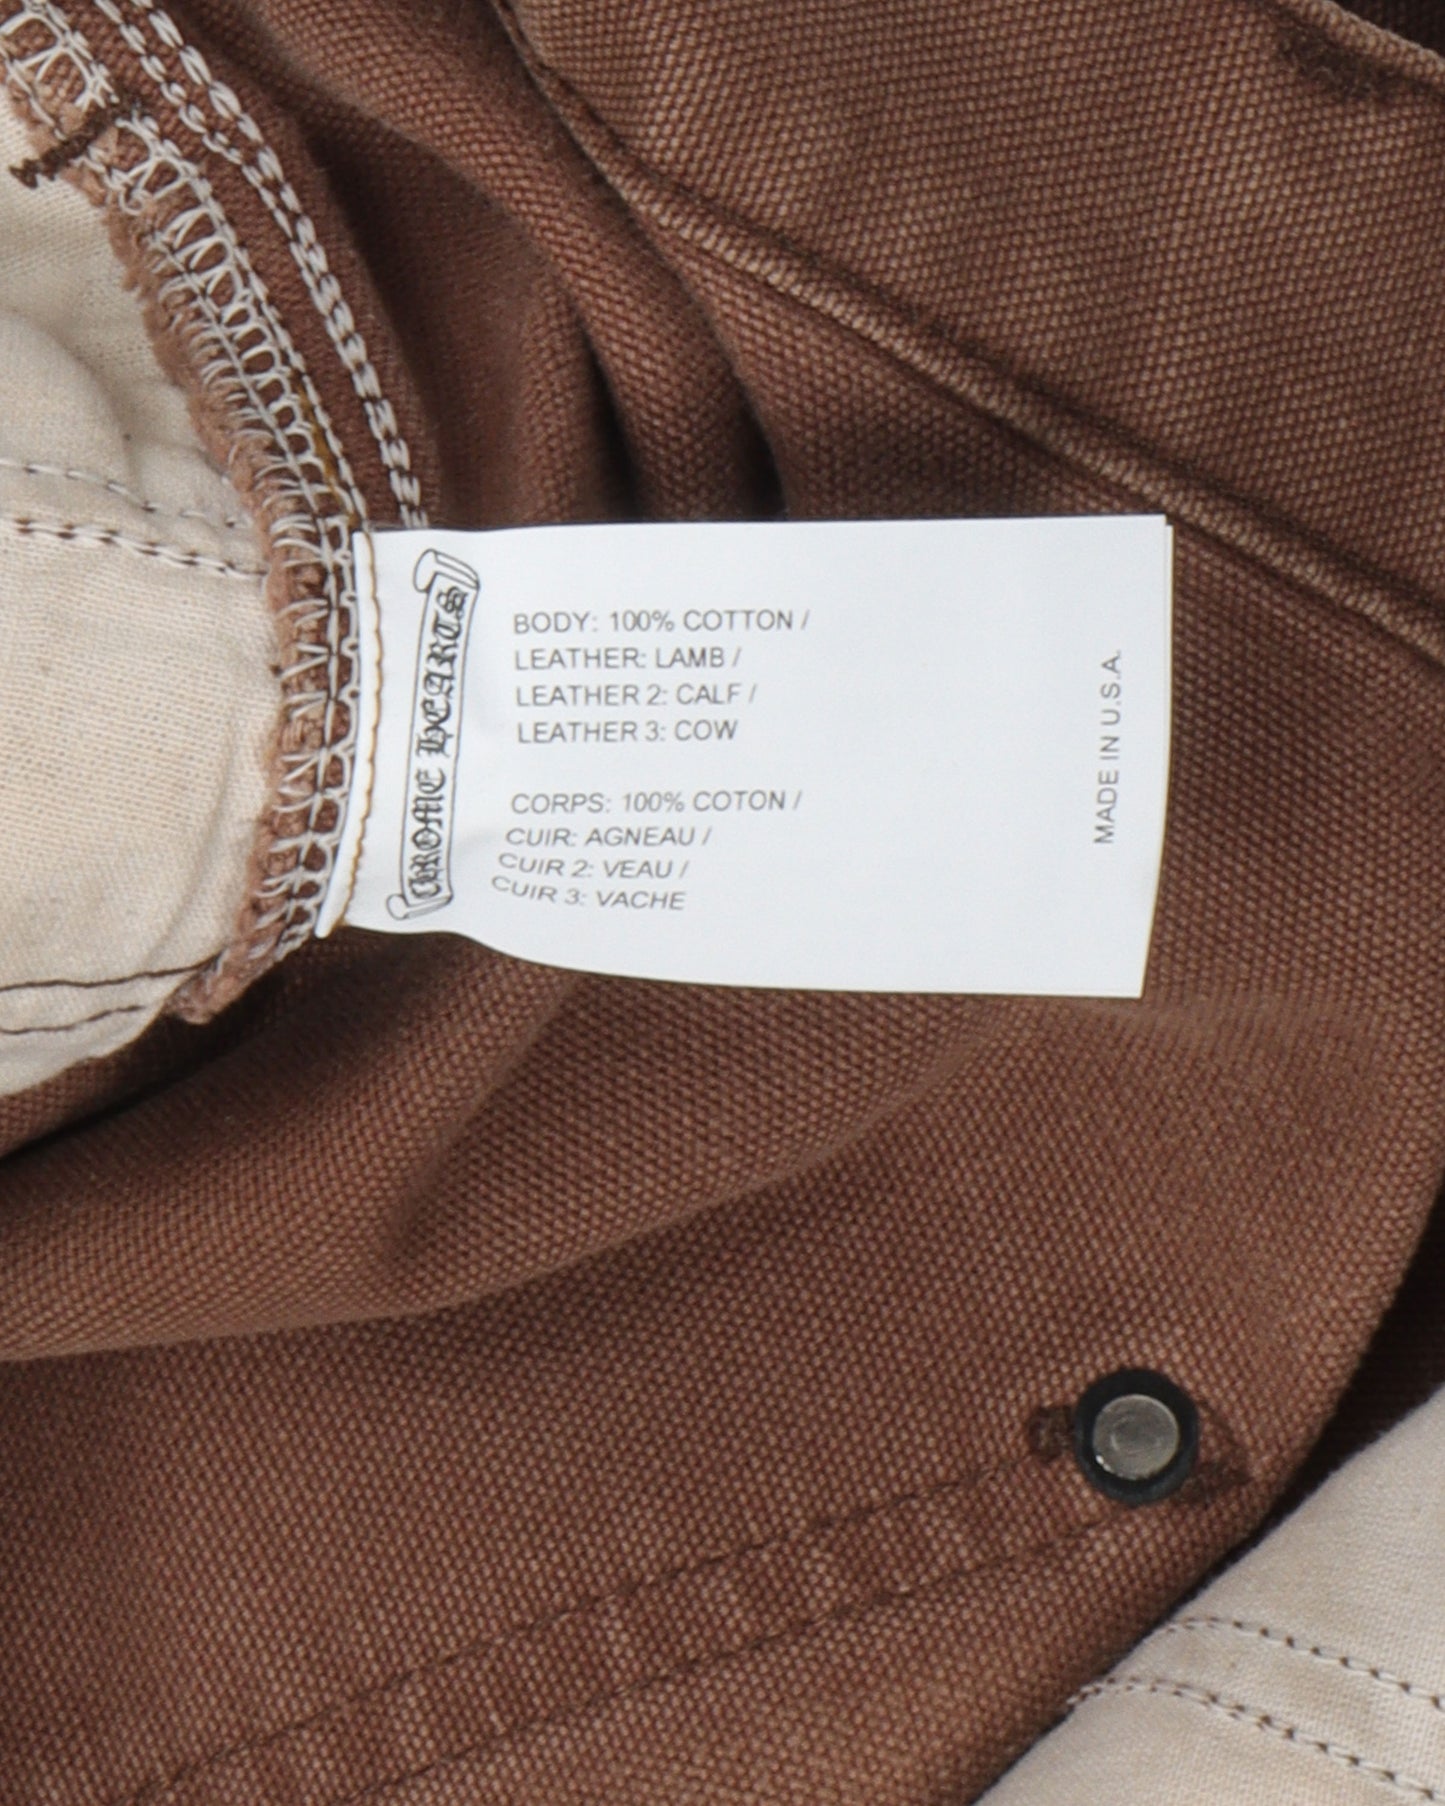 CHROME HEARTS
BODY: 100% COTTON /
LEATHER: LAMB /
LEATHER 2: CALF /
LEATHER 3: COW
CORPS: 100% COTON /
CUIR: AGNEAU /
CUIR 2: VEAU /
CUIR 3: VACHE
MADE IN U.S.A.